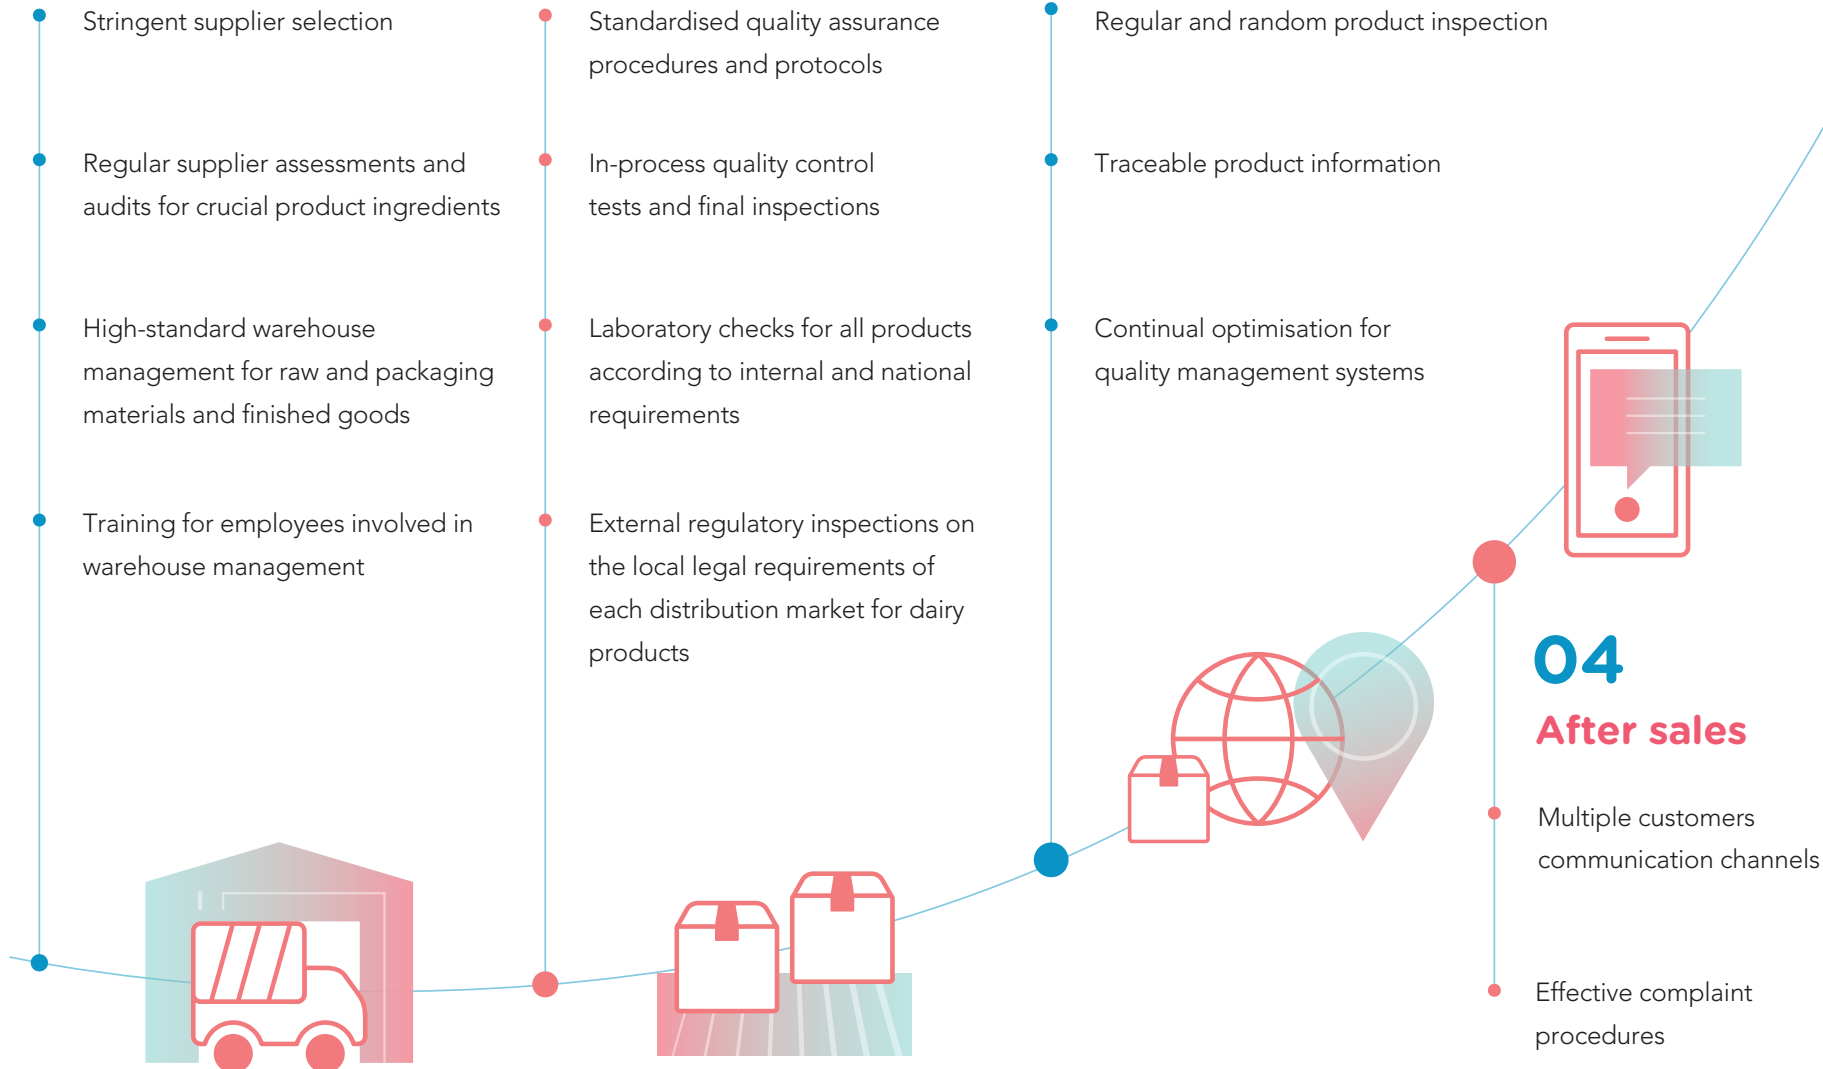 Stringent supplier selection
Regular supplier assessments and
audits for crucial product ingredients
High-standard warehouse
management for raw and packaging
materials and finished goods
Training for employees involved in
warehouse management
Standardised quality assurance
procedures and protocols
In-process quality control
tests and final inspections
Laboratory checks for all products
according to internal and national
requirements
External regulatory inspections on
the local legal requirements of
each distribution market for dairy
products
Regular and random product inspection
Traceable product information
Continual optimisation for
quality management systems
04
After sales
Multiple customers
communication channels
Effective complaint
procedures